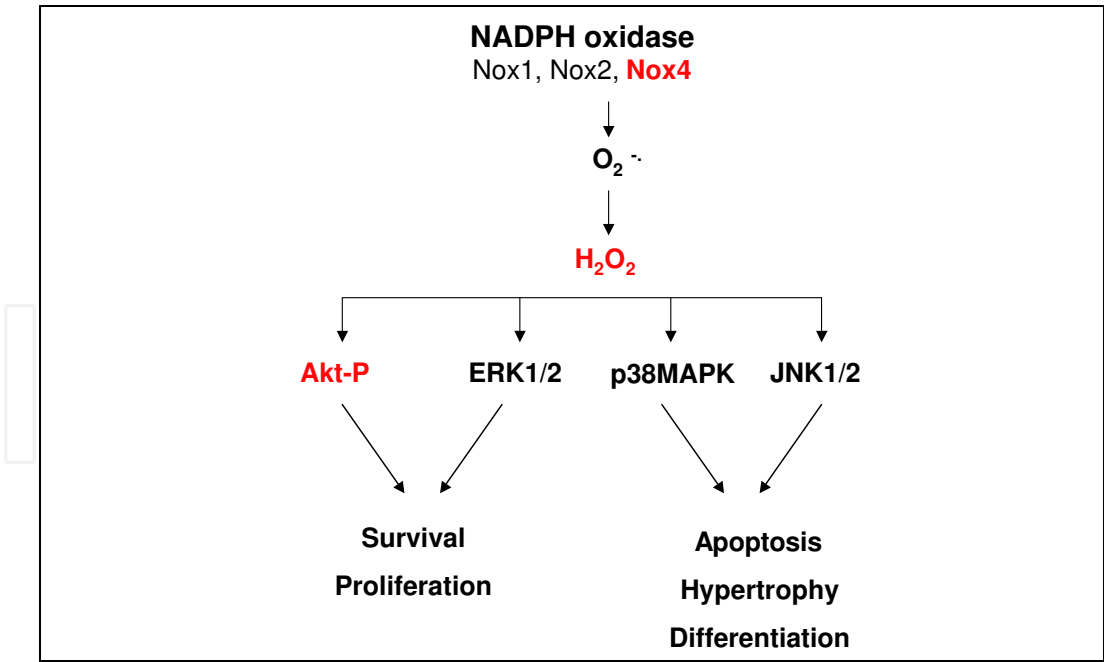 NADPH oxidase
Nox1, Nox2, Nox4
O₂ ⁻·
H₂O₂
Akt-P ERK1/2 p38MAPK JNK1/2
Survival
Proliferation
Apoptosis
Hypertrophy
Differentiation